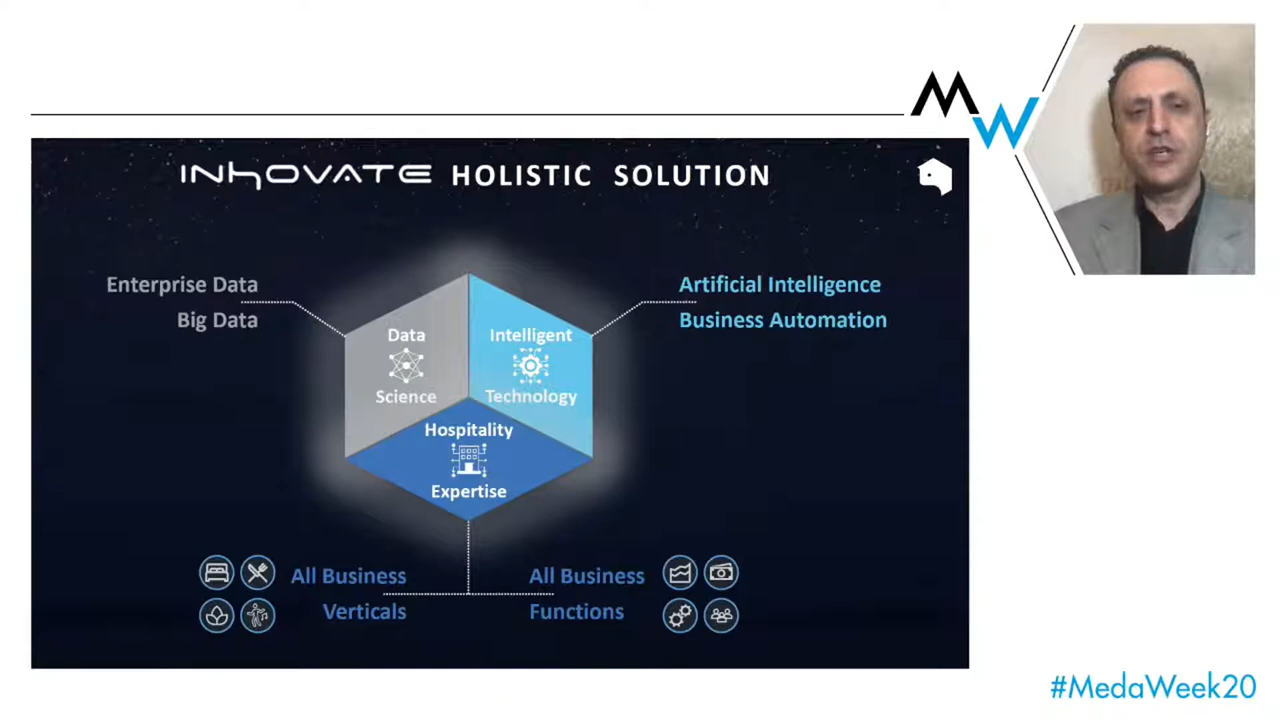 MW
INHOVATE HOLISTIC SOLUTION
Enterprise Data
Big Data
Artificial Intelligence
Business Automation
Data
Science
Intelligent
Technology
Hospitality
Expertise
All Business
Verticals
All Business
Functions
#MedaWeek20